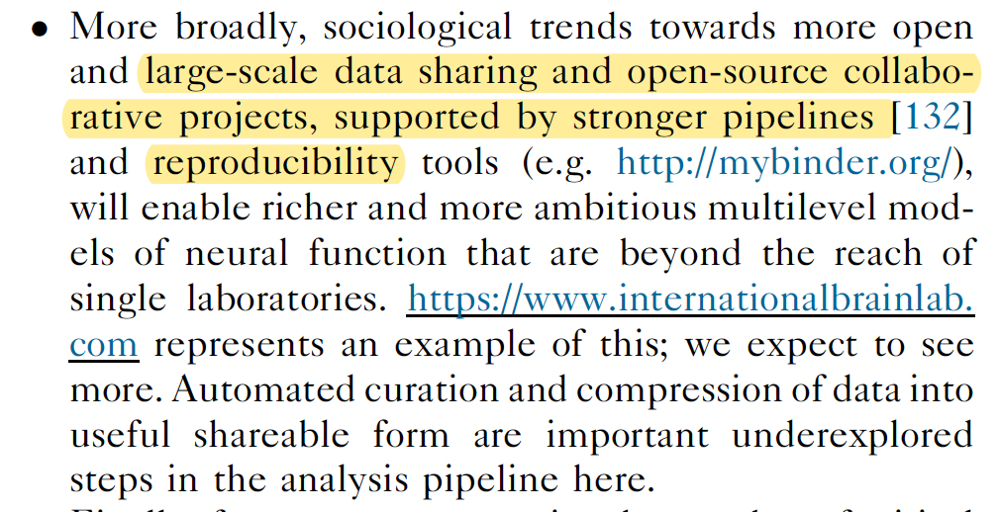 • More broadly, sociological trends towards more open
and large-scale data sharing and open-source collabo-
rative projects, supported by stronger pipelines [132]
and reproducibility tools (e.g. http://mybinder.org/),
will enable richer and more ambitious multilevel mod-
els of neural function that are beyond the reach of
single laboratories. https://www.internationalbrainlab.
com represents an example of this; we expect to see
more. Automated curation and compression of data into
useful shareable form are important underexplored
steps in the analysis pipeline here.